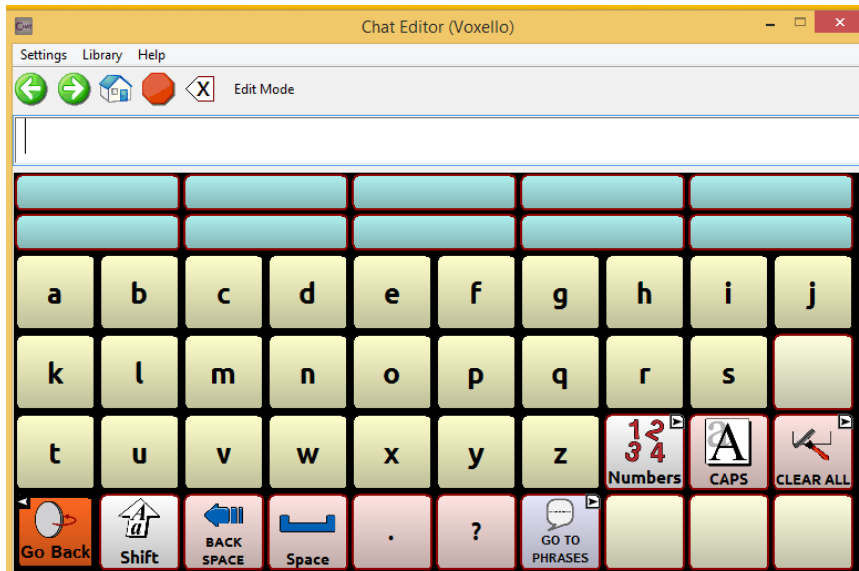 Chat Editor (Voxello)
Settings Library Help
X Edit Mode
a b c d e f g h i j
k l m n o p q r s
t u v w x y z 1 2 3 4 Numbers a A CAPS CLEAR ALL
Go Back A a Shift BACK SPACE Space . ? GO TO PHRASES